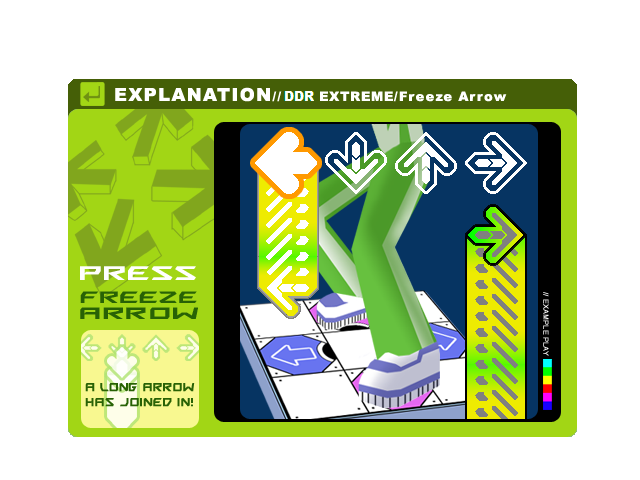 EXPLANATION// DDR EXTREME/Freeze Arrow
PRESS
FREEZE
ARROW
A LONG ARROW
HAS JOINED IN!
// EXAMPLE PLAY